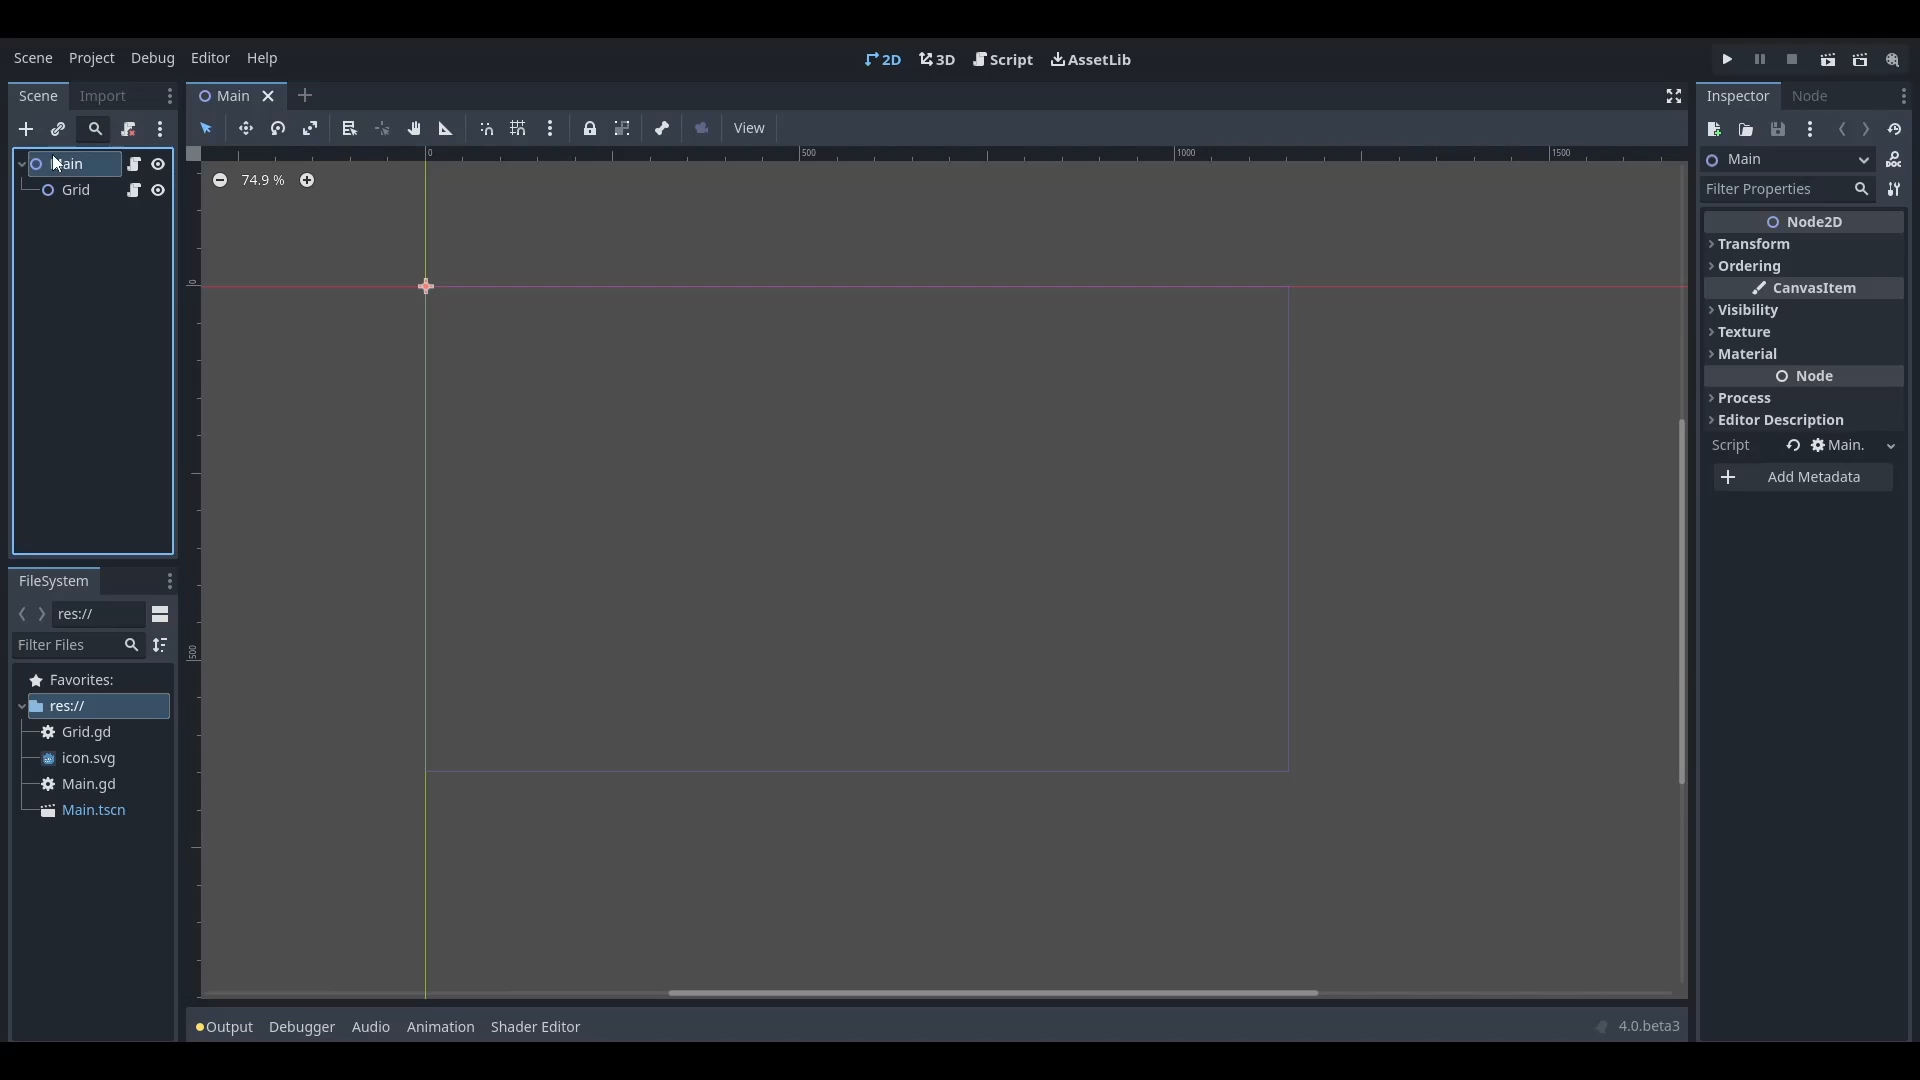 Scene Project Debug Editor Help
2D 3D Script AssetLib
Scene Import
Main
Inspector Node
View
Main
Filter Properties
ain
Grid
0 500 1000 1500
74.9 %
0
500
Node2D
Transform
Ordering
CanvasItem
Visibility
Texture
Material
Node
Process
Editor Description
Script Main.
Add Metadata
FileSystem
res://
Filter Files
Favorites:
res://
Grid.gd
icon.svg
Main.gd
Main.tscn
Output Debugger Audio Animation Shader Editor
4.0.beta3